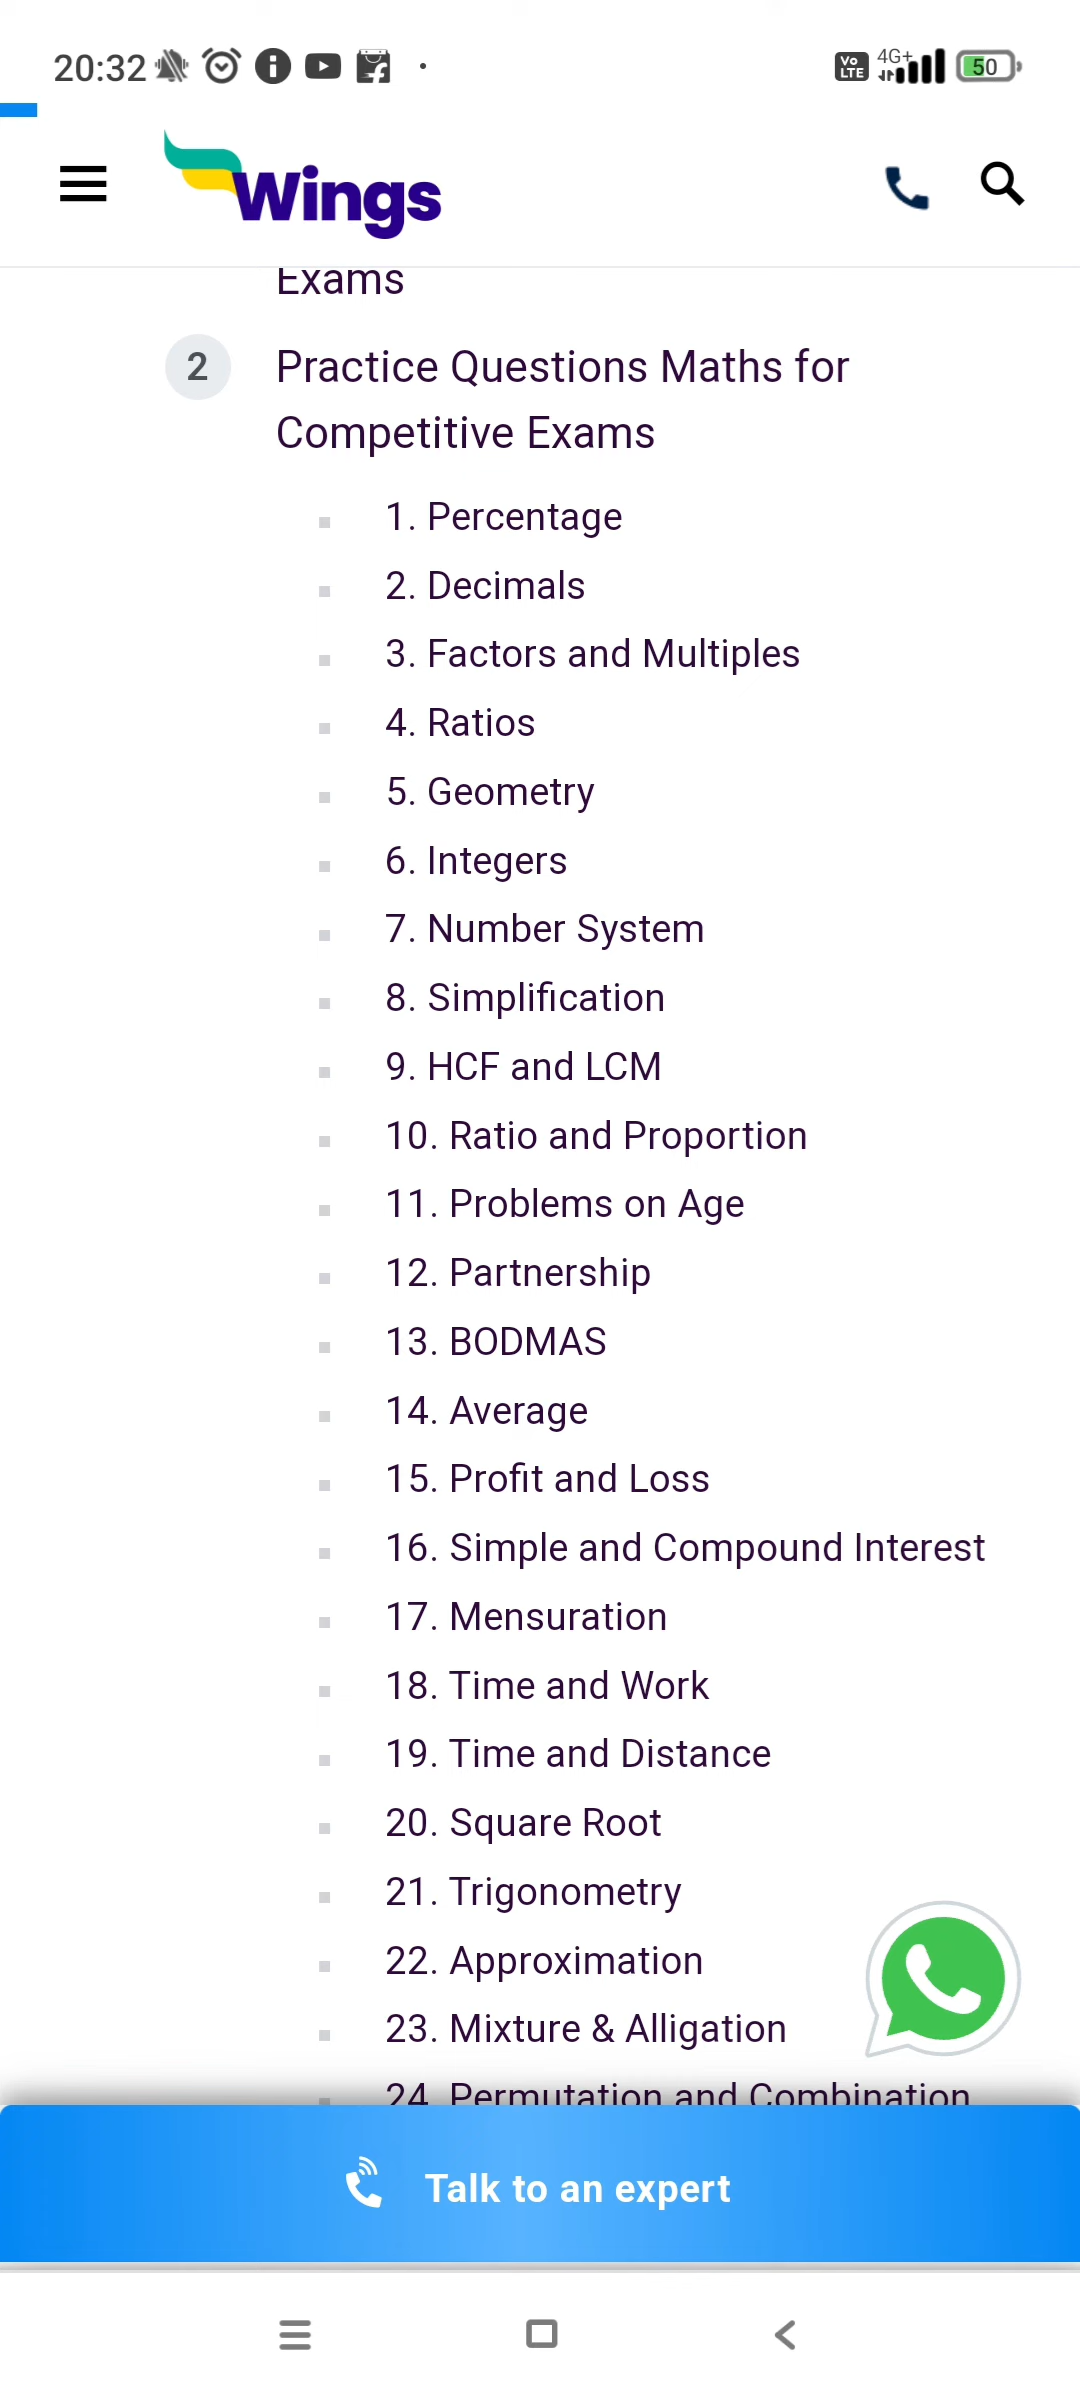 20:32
Vo LTE 4G+ 50
Wings
Exams
2 Practice Questions Maths for
Competitive Exams
1. Percentage
2. Decimals
3. Factors and Multiples
4. Ratios
5. Geometry
6. Integers
7. Number System
8. Simplification
9. HCF and LCM
10. Ratio and Proportion
11. Problems on Age
12. Partnership
13. BODMAS
14. Average
15. Profit and Loss
16. Simple and Compound Interest
17. Mensuration
18. Time and Work
19. Time and Distance
20. Square Root
21. Trigonometry
22. Approximation
23. Mixture & Alligation
24. Permutation and Combination
Talk to an expert